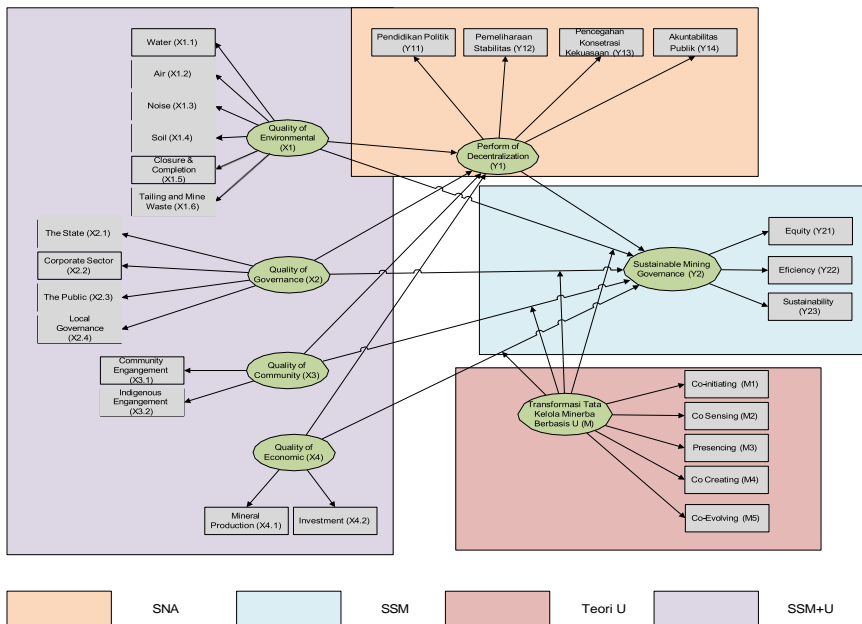 Water (X1.1)
Air (X1.2)
Noise (X1.3)
Soil (X1.4)
Closure &
Completion
(X1.5)
Tailing and Mine
Waste (X1.6)
Quality of
Environmental
(X1)
Pendidikan Politik
(Y11)
Pemeliharaan
Stabilitas (Y12)
Pencegahan
Konsetrasi
Kekuasaan (Y13)
Akuntabilitas
Publik (Y14)
Perform of
Decentralization
(Y1)
The State (X2.1)
Corporate Sector
(X2.2)
The Public (X2.3)
Local
Governance
(X2.4)
Quality of
Governance (X2)
Community
Engangement
(X3.1)
Indigenous
Engangement
(X3.2)
Quality of
Community (X3)
Quality of
Economic (X4)
Mineral
Production (X4.1)
Investment (X4.2)
Sustainable Mining
Governance (Y2)
Equity (Y21)
Eficiency (Y22)
Sustainability
(Y23)
Transformasi Tata
Kelola Minerba
Berbasis U (M)
Co-initiating (M1)
Co Sensing (M2)
Presencing (M3)
Co Creating (M4)
Co-Evolving (M5)
SNA
SSM
Teori U
SSM+U